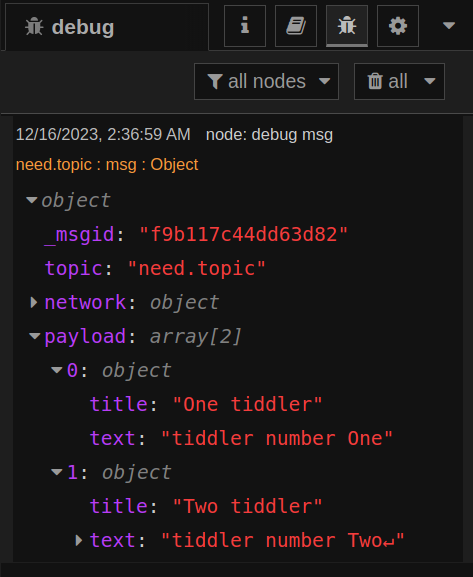 debug
all nodes all
12/16/2023, 2:36:59 AM node: debug msg
need.topic : msg : Object
object
_msgid: "f9b117c44dd63d82"
topic: "need.topic"
network: object
payload: array[2]
0: object
title: "One tiddler"
text: "tiddler number One"
1: object
title: "Two tiddler"
text: "tiddler number Two↵"